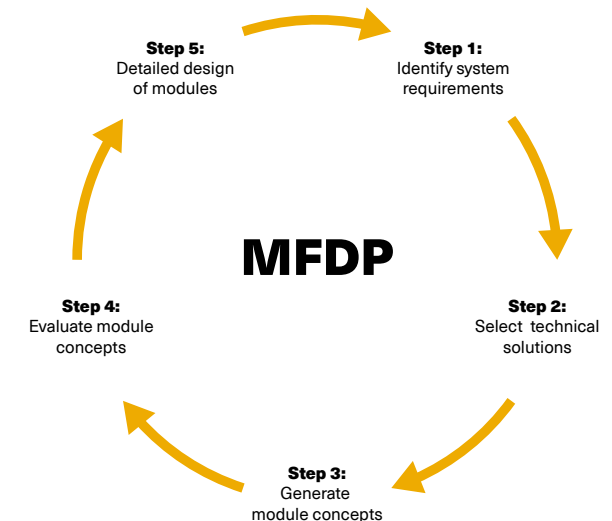 Step 5:
Detailed design
of modules
Step 1:
Identify system
requirements
MFDP
Step 4:
Evaluate module
concepts
Step 2:
Select technical
solutions
Step 3:
Generate
module concepts